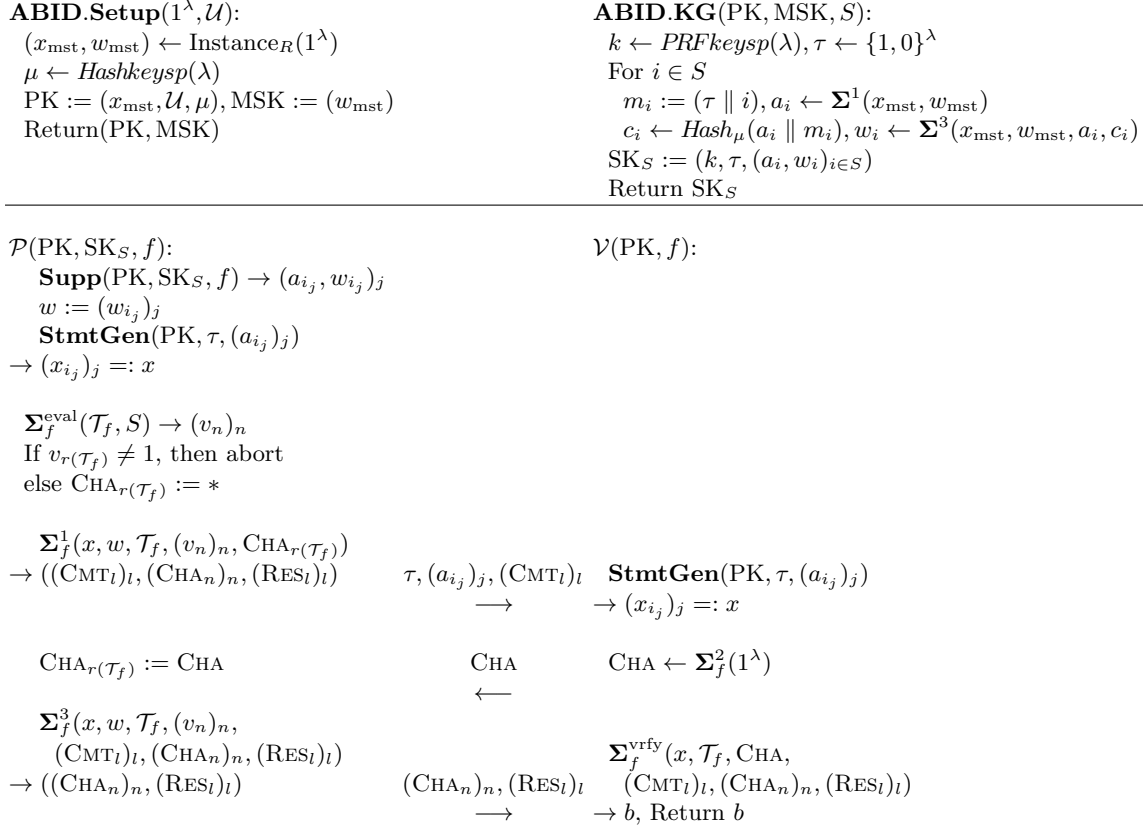 ABID.Setup(1^λ, 𝒰):
(x_mst, w_mst) ← Instance_R(1^λ)
μ ← Hashkeysp(λ)
PK := (x_mst, 𝒰, μ), MSK := (w_mst)
Return(PK, MSK)
ABID.KG(PK, MSK, S):
k ← PRFkeysp(λ), τ ← {1, 0}^λ
For i ∈ S
m_i := (τ ∥ i), a_i ← Σ^1(x_mst, w_mst)
c_i ← Hash_μ(a_i ∥ m_i), w_i ← Σ^3(x_mst, w_mst, a_i, c_i)
SK_S := (k, τ, (a_i, w_i)_{i∈S})
Return SK_S
𝒫(PK, SK_S, f): 𝒱(PK, f):
Supp(PK, SK_S, f) → (a_{i_j}, w_{i_j})_j
w := (w_{i_j})_j
StmtGen(PK, τ, (a_{i_j})_j)
→ (x_{i_j})_j =: x
Σ_f^eval(𝒯_f, S) → (v_n)_n
If v_{r(𝒯_f)} ≠ 1, then abort
else CHA_{r(𝒯_f)} := *
Σ_f^1(x, w, 𝒯_f, (v_n)_n, CHA_{r(𝒯_f)})
→ ((CMT_l)_l, (CHA_n)_n, (RES_l)_l) τ, (a_{i_j})_j, (CMT_l)_l StmtGen(PK, τ, (a_{i_j})_j)
⟶ → (x_{i_j})_j =: x
CHA_{r(𝒯_f)} := CHA CHA CHA ← Σ_f^2(1^λ)
⟵
Σ_f^3(x, w, 𝒯_f, (v_n)_n,
(CMT_l)_l, (CHA_n)_n, (RES_l)_l) Σ_f^vrfy(x, 𝒯_f, CHA,
→ ((CHA_n)_n, (RES_l)_l) (CHA_n)_n, (RES_l)_l (CMT_l)_l, (CHA_n)_n, (RES_l)_l)
⟶ → b, Return b